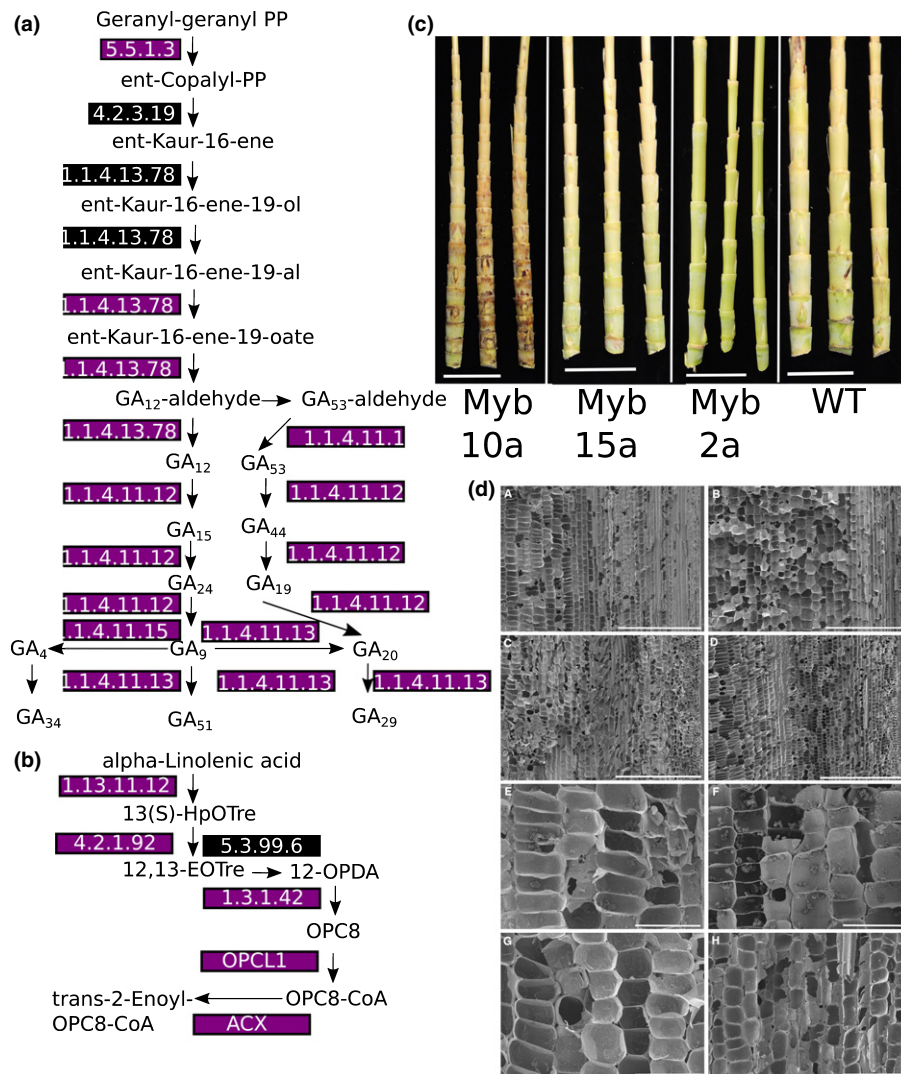 (a)
Geranyl-geranyl PP
5.5.1.3
ent-Copalyl-PP
4.2.3.19
ent-Kaur-16-ene
1.1.4.13.78
ent-Kaur-16-ene-19-ol
1.1.4.13.78
ent-Kaur-16-ene-19-al
1.1.4.13.78
ent-Kaur-16-ene-19-oate
1.1.4.13.78
GA12-aldehyde GA53-aldehyde
1.1.4.13.78 1.1.4.11.1
GA12 GA53
1.1.4.11.12 1.1.4.11.12
GA15 GA44
1.1.4.11.12 1.1.4.11.12
GA24 GA19
1.1.4.11.12 1.1.4.11.12
1.1.4.11.15 1.1.4.11.13
GA4 GA9 GA20
1.1.4.11.13 1.1.4.11.13 1.1.4.11.13
GA34 GA51 GA29
(b)
alpha-Linolenic acid
1.13.11.12
13(S)-HpOTre
4.2.1.92 5.3.99.6
12,13-EOTre 12-OPDA
1.3.1.42
OPC8
OPCL1
trans-2-Enoyl- OPC8-CoA
OPC8-CoA
ACX
(c)
Myb Myb Myb WT
10a 15a 2a
(d)
A B
C D
E F
G H